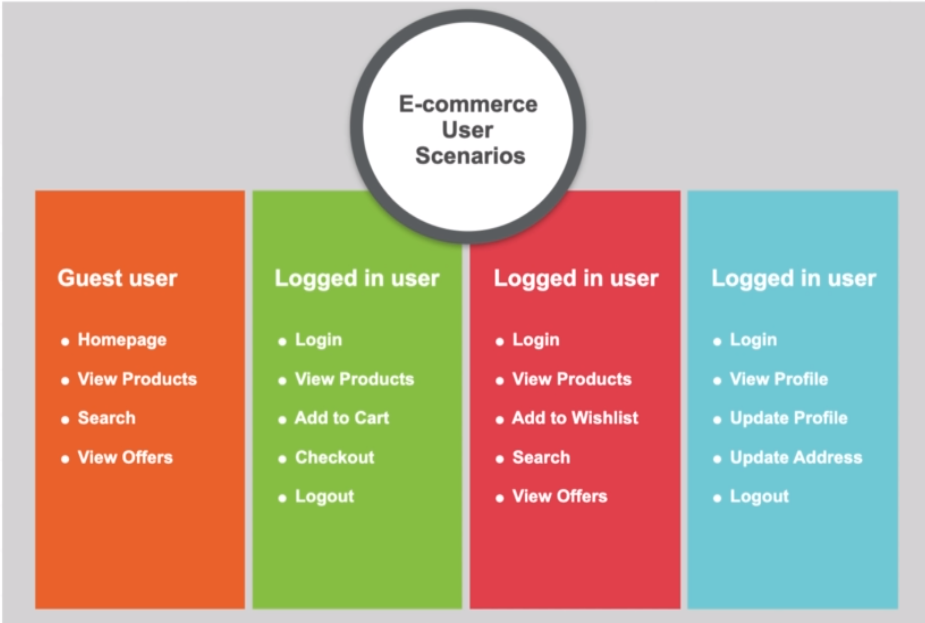 E-commerce
User
Scenarios
Guest user
• Homepage
• View Products
• Search
• View Offers
Logged in user
• Login
• View Products
• Add to Cart
• Checkout
• Logout
Logged in user
• Login
• View Products
• Add to Wishlist
• Search
• View Offers
Logged in user
• Login
• View Profile
• Update Profile
• Update Address
• Logout